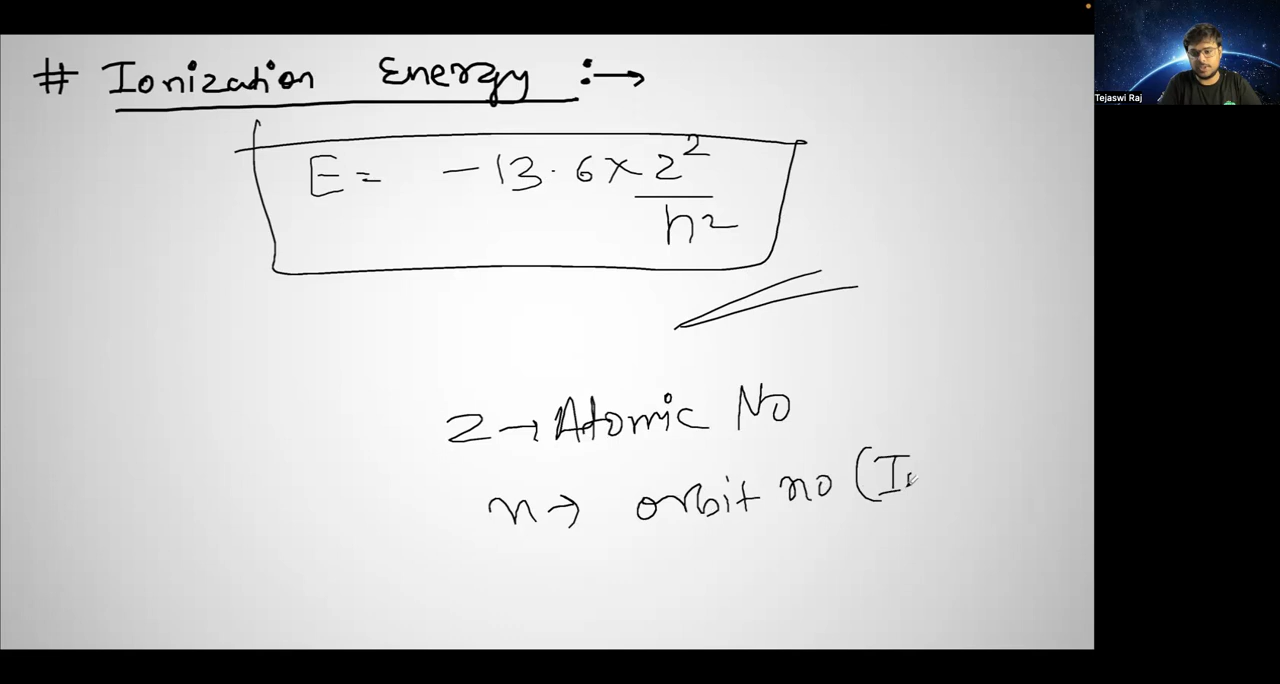 # Ionization Energy :→
E = -13.6 × Z²/n²
Z → Atomic No
n → orbit no (I
Tejaswi Raj